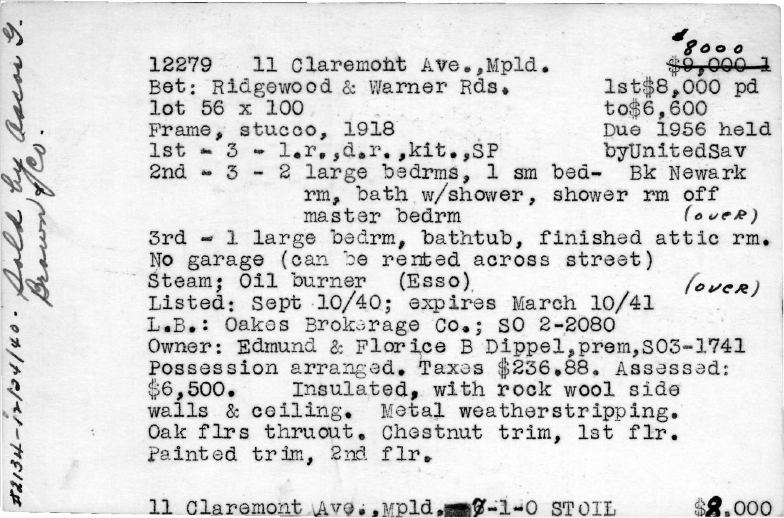 $8000
12279 11 Claremont Ave.,Mpld. $9,000 1
Bet: Ridgewood & Warner Rds. 1st$8,000 pd
lot 56 x 100 to$6,600
Frame, stucco, 1918 Due 1956 held
1st - 3 - l.r.,d.r.,kit.,SP byUnitedSav
2nd - 3 - 2 large bedrms, 1 sm bed- Bk Newark
rm, bath w/shower, shower rm off
master bedrm (over)
3rd - 1 large bedrm, bathtub, finished attic rm.
No garage (can be rented across street)
Steam; Oil burner (Esso) (over)
Listed: Sept 10/40; expires March 10/41
L.B.: Oakes Brokerage Co.; SO 2-2080
Owner: Edmund & Florice B Dippel,prem,SO3-1741
Possession arranged. Taxes $236.88. Assessed:
$6,500. Insulated, with rock wool side
walls & ceiling. Metal weatherstripping.
Oak flrs thruout. Chestnut trim, 1st flr.
Painted trim, 2nd flr.
11 Claremont Ave.,Mpld. 7-1-0 STOIL $8,000
#2134-12/24/40. Sold by G.
Brown & Co.